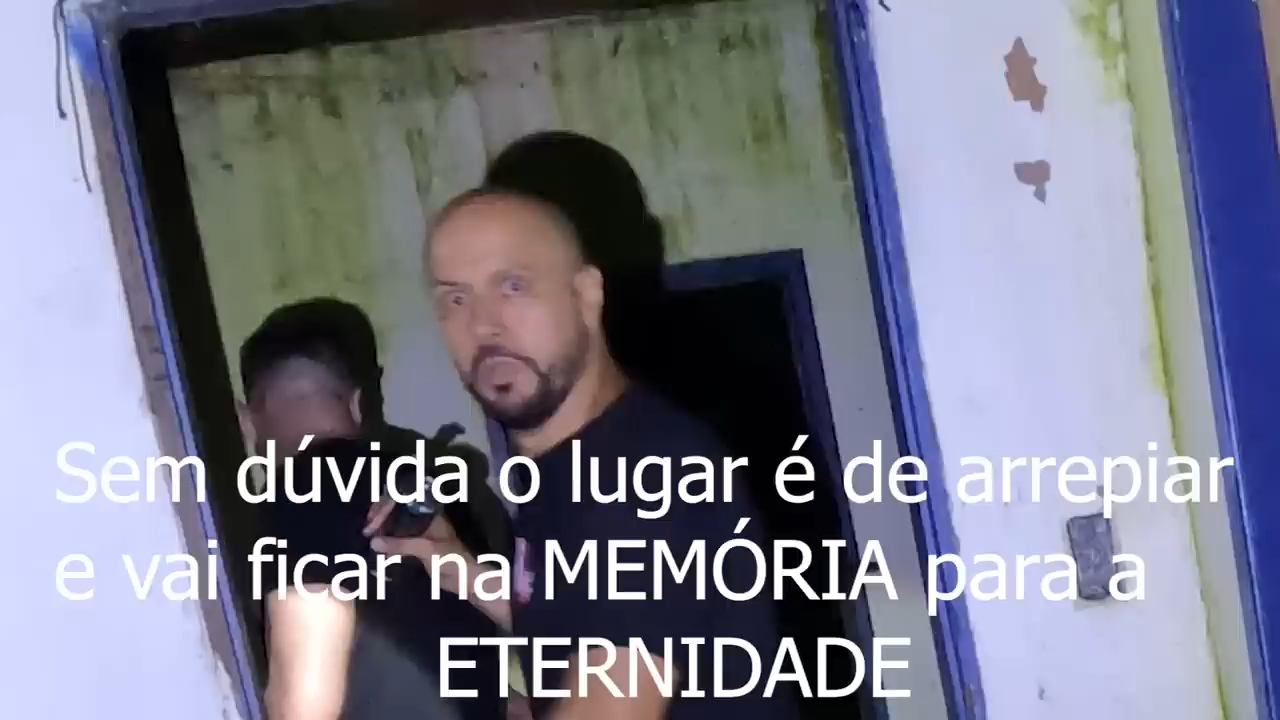 Sem dúvida o lugar é de arrepiar
e vai ficar na MEMÓRIA para a
ETERNIDADE